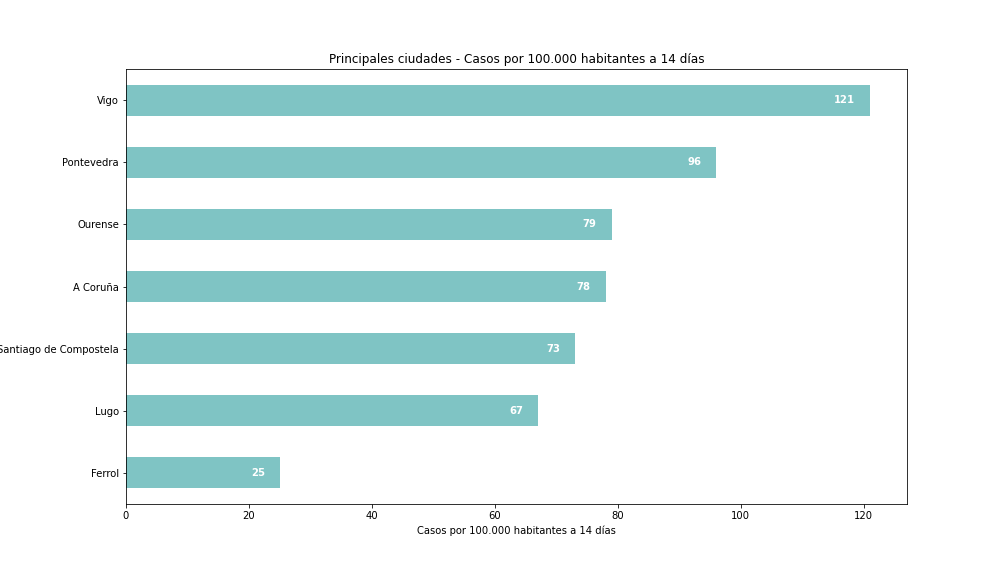 Principales ciudades - Casos por 100.000 habitantes a 14 días
Vigo
121
Pontevedra
96
Ourense
79
A Coruña
78
Santiago de Compostela
73
Lugo
67
Ferrol
25
0 20 40 60 80 100 120
Casos por 100.000 habitantes a 14 días